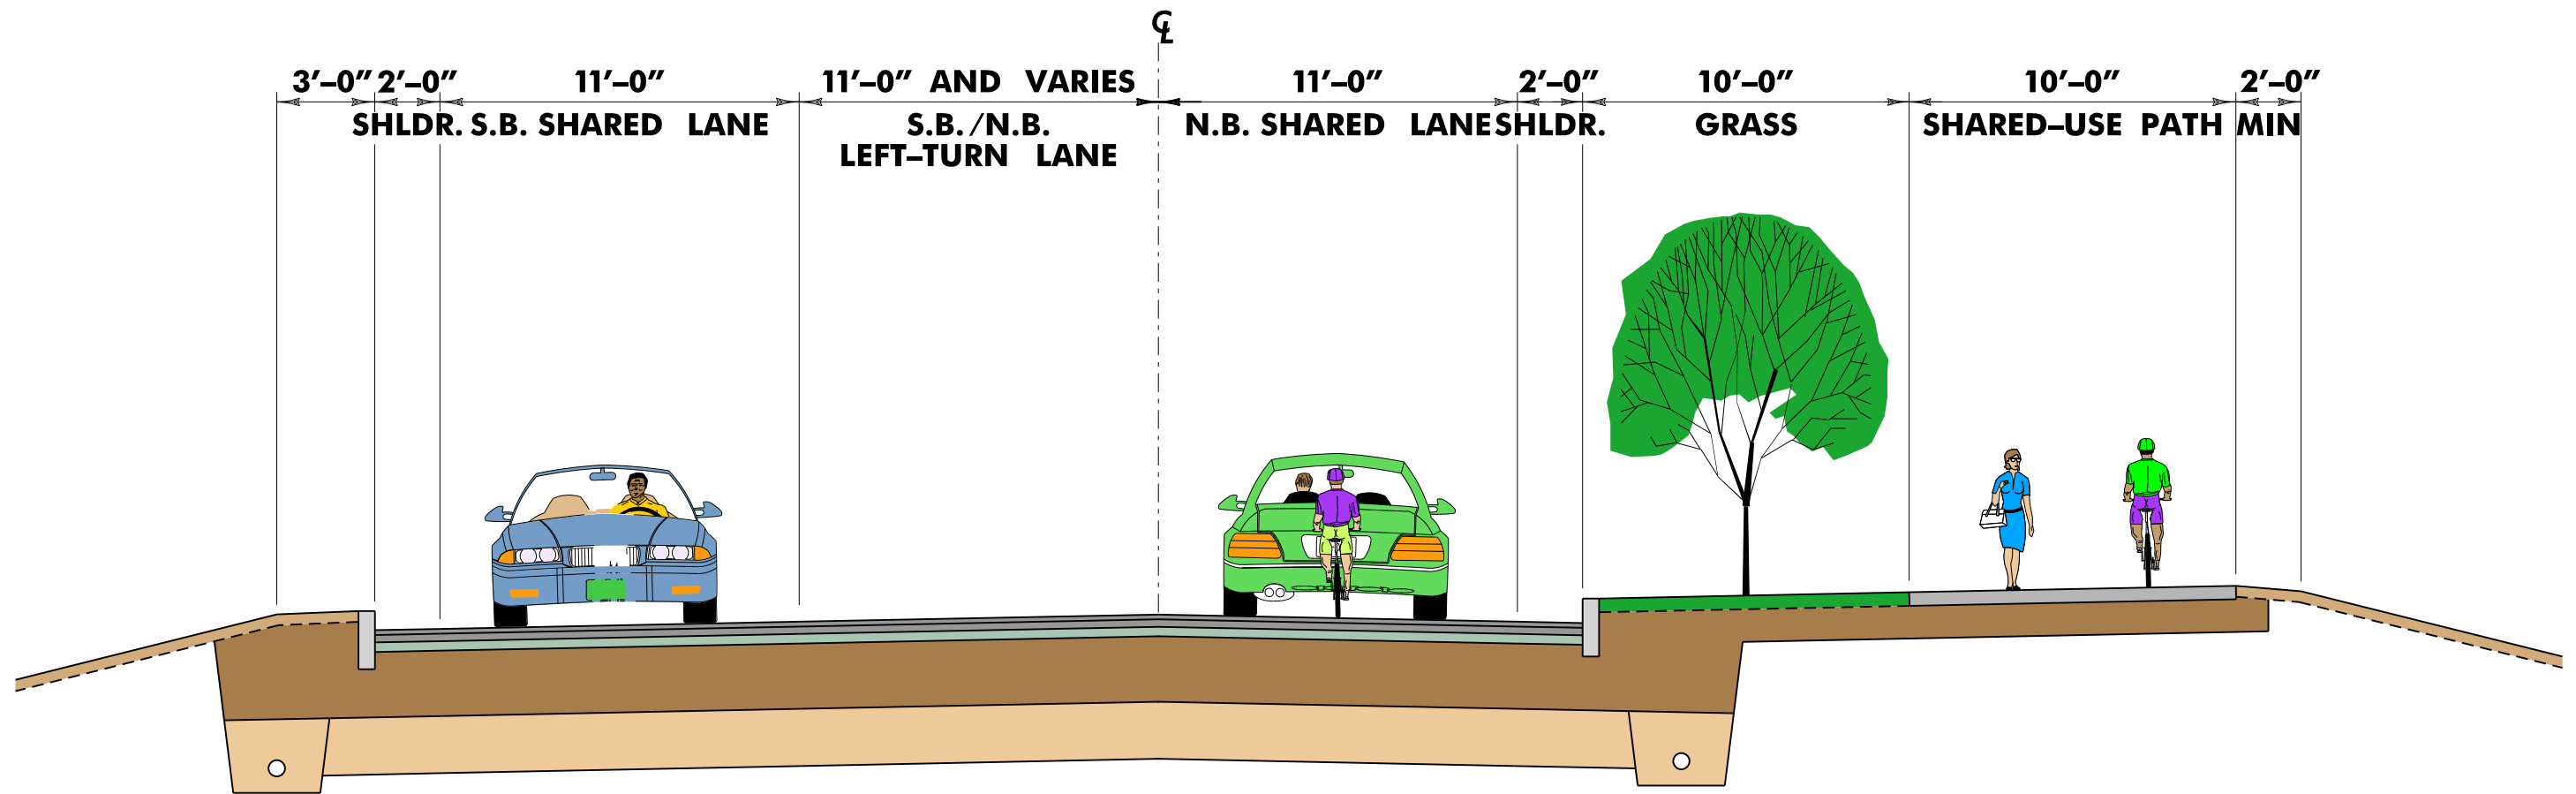 ℄
3'–0" 2'–0" 11'–0" 11'–0" AND VARIES 11'–0" 2'–0" 10'–0" 10'–0" 2'–0"
SHLDR. S.B. SHARED LANE S.B./N.B. N.B. SHARED LANE SHLDR. GRASS SHARED–USE PATH MIN
LEFT–TURN LANE